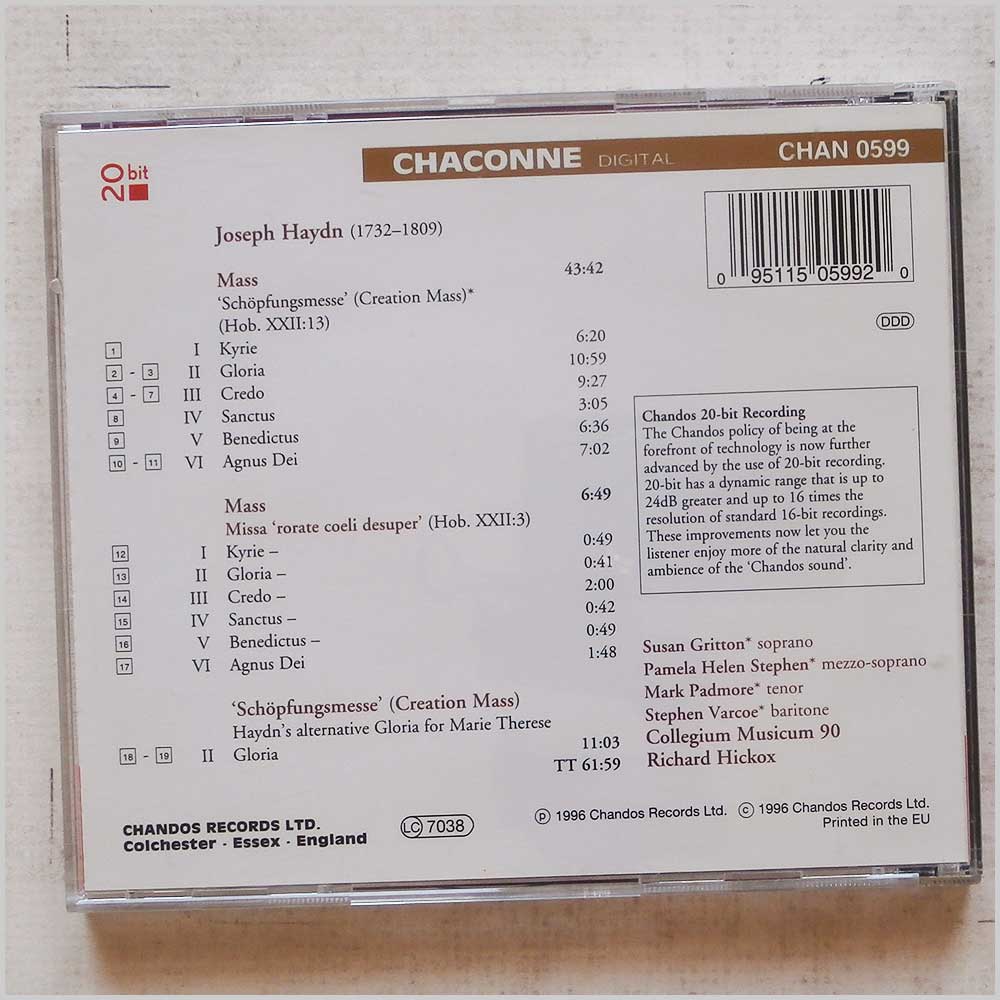 20 bit
CHACONNE DIGITAL CHAN 0599
0 95115 05992 0
DDD
Joseph Haydn (1732–1809)
Mass 43:42
‘Schöpfungsmesse’ (Creation Mass)*
(Hob. XXII:13)
1 I Kyrie 6:20
2 - 3 II Gloria 10:59
4 - 7 III Credo 9:27
8 IV Sanctus 3:05
9 V Benedictus 6:36
10 - 11 VI Agnus Dei 7:02
Mass 6:49
Missa ‘rorate coeli desuper’ (Hob. XXII:3)
12 I Kyrie – 0:49
13 II Gloria – 0:41
14 III Credo – 2:00
15 IV Sanctus – 0:42
16 V Benedictus – 0:49
17 VI Agnus Dei 1:48
‘Schöpfungsmesse’ (Creation Mass)
Haydn’s alternative Gloria for Marie Therese
18 - 19 II Gloria 11:03
TT 61:59
Chandos 20-bit Recording
The Chandos policy of being at the
forefront of technology is now further
advanced by the use of 20-bit recording.
20-bit has a dynamic range that is up to
24dB greater and up to 16 times the
resolution of standard 16-bit recordings.
These improvements now let you the
listener enjoy more of the natural clarity and
ambience of the ‘Chandos sound’.
Susan Gritton* soprano
Pamela Helen Stephen* mezzo-soprano
Mark Padmore* tenor
Stephen Varcoe* baritone
Collegium Musicum 90
Richard Hickox
CHANDOS RECORDS LTD.
Colchester · Essex · England
LC 7038
℗ 1996 Chandos Records Ltd. © 1996 Chandos Records Ltd.
Printed in the EU